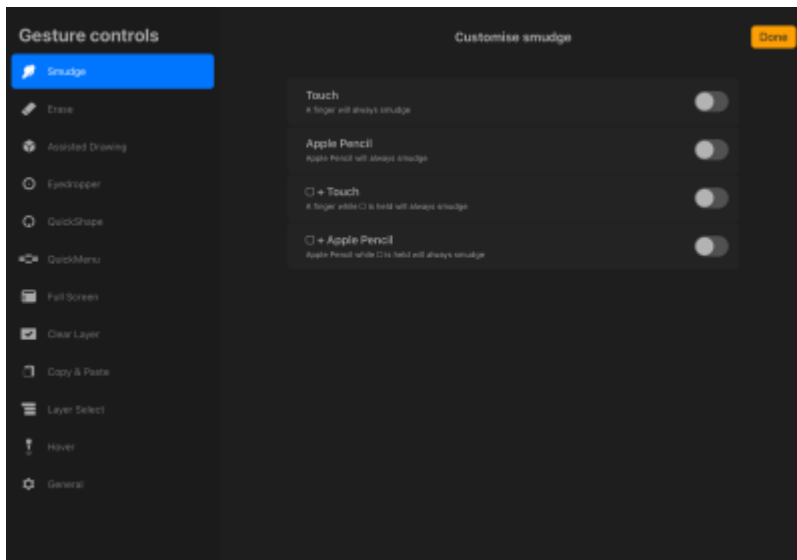 Gesture controls
Customise smudge
Done
Smudge
Erase
Assisted Drawing
Eyedropper
QuickShape
QuickMenu
Full Screen
Clear Layer
Copy & Paste
Layer Select
Hover
General
Touch
A finger will always smudge
Apple Pencil
Apple Pencil will always smudge
▢ + Touch
A finger while ▢ is held will always smudge
▢ + Apple Pencil
Apple Pencil while ▢ is held will always smudge